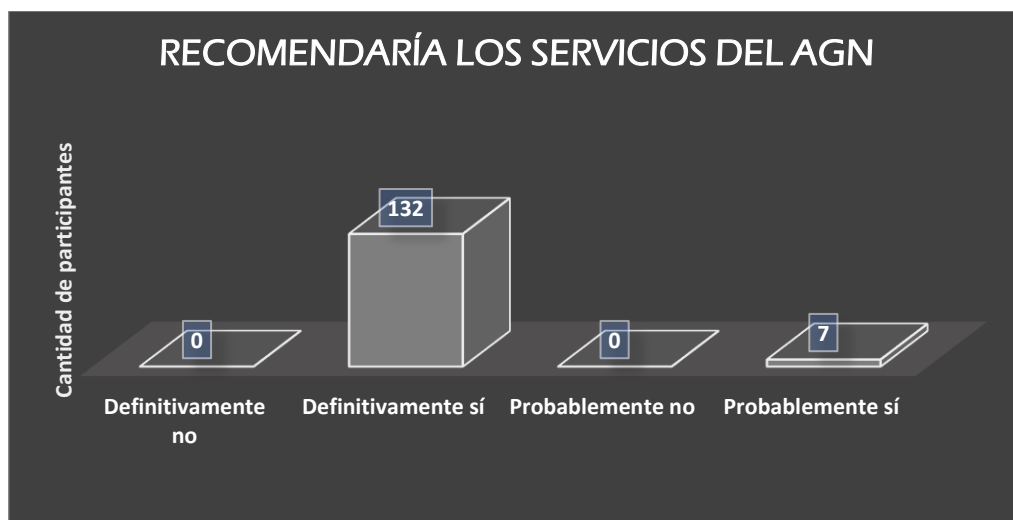 RECOMENDARÍA LOS SERVICIOS DEL AGN
Cantidad de participantes
0
132
0
7
Definitivamente
no
Definitivamente sí
Probablemente no
Probablemente sí